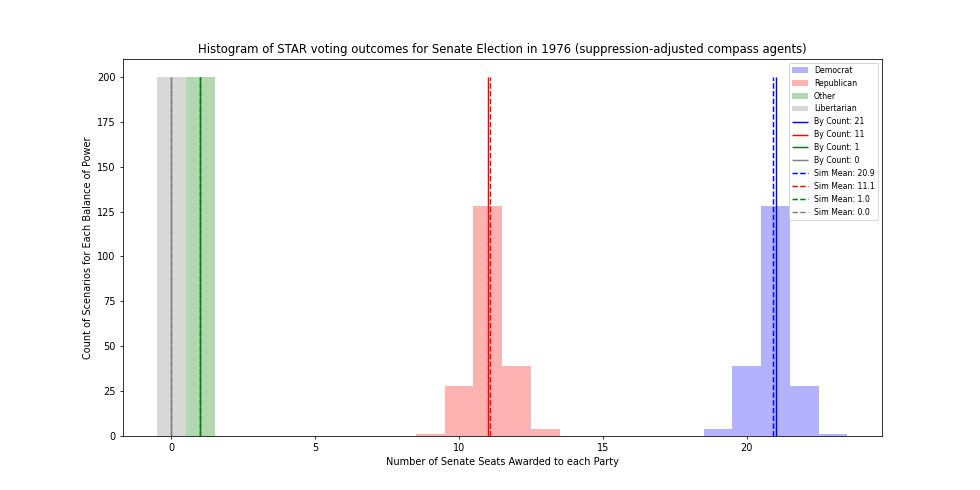 Histogram of STAR voting outcomes for Senate Election in 1976 (suppression-adjusted compass agents)
Democrat
Republican
Other
Libertarian
By Count: 21
By Count: 11
By Count: 1
By Count: 0
Sim Mean: 20.9
Sim Mean: 11.1
Sim Mean: 1.0
Sim Mean: 0.0
Count of Scenarios for Each Balance of Power
200
175
150
125
100
75
50
25
0
0 5 10 15 20
Number of Senate Seats Awarded to each Party